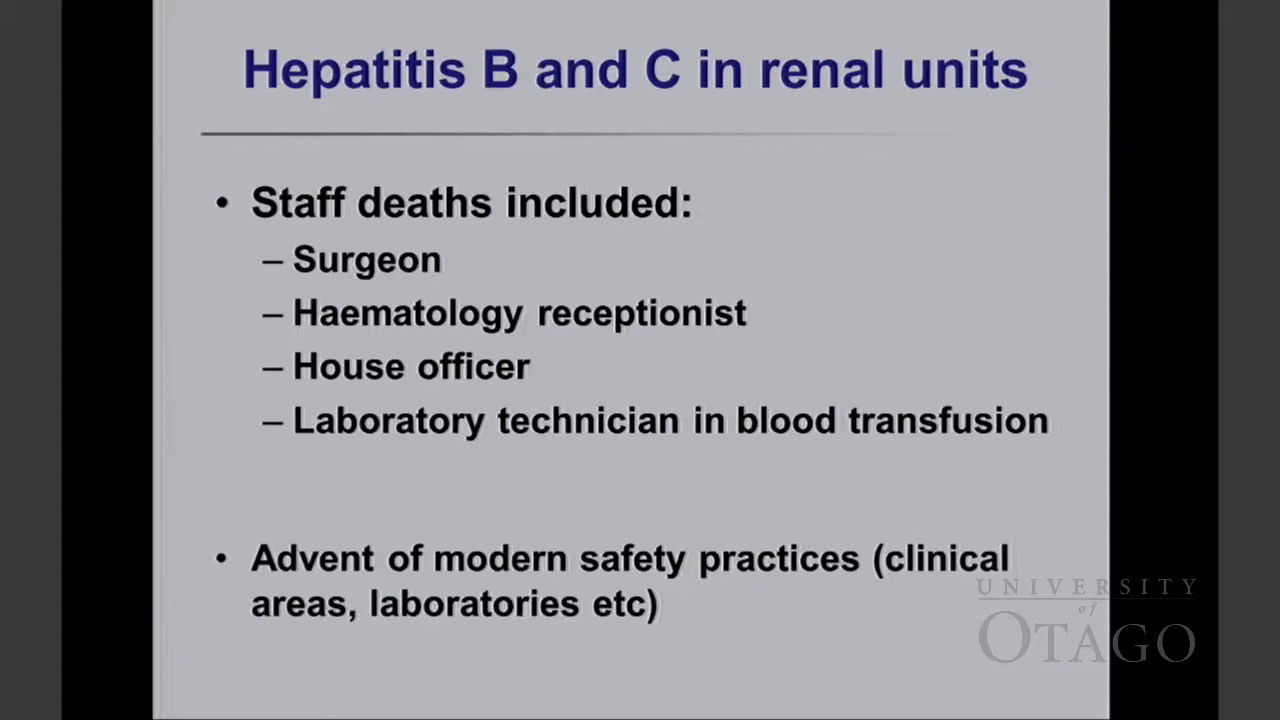 Hepatitis B and C in renal units
• Staff deaths included:
– Surgeon
– Haematology receptionist
– House officer
– Laboratory technician in blood transfusion
• Advent of modern safety practices (clinical
areas, laboratories etc)
UNIVERSITY
of
OTAGO